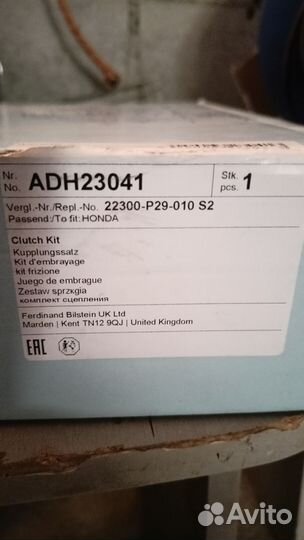 Nr.
No. ADH23041
Stk.
pcs. 1
Vergl.-Nr./Repl.-No. 22300-P29-010 S2
Passend:/To fit:HONDA
Clutch Kit
Kupplungssatz
Kit d'embrayage
kit frizione
Juego de embrague
Zestaw sprzęgia
комплект сцепления
Ferdinand Bilstein UK Ltd
Marden | Kent TN12 9QJ | United Kingdom
EAC
Avito